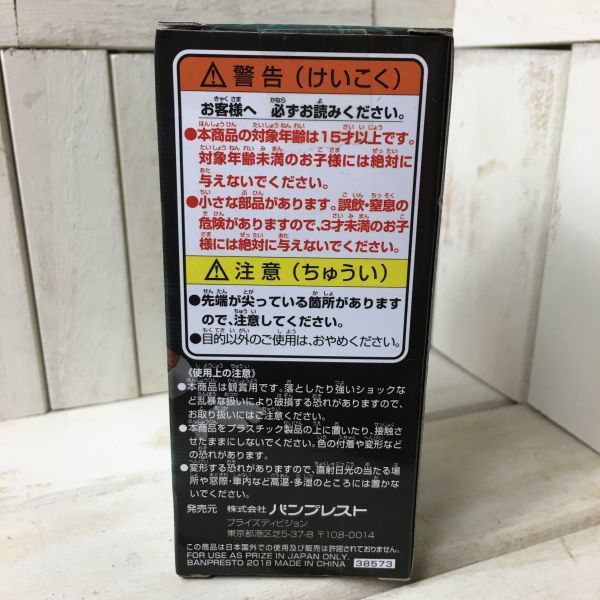 警告（けいこく）
お客様へ 必ずお読みください。
●本商品の対象年齢は15才以上です。
対象年齢未満のお子様には絶対に
与えないでください。
●小さな部品があります。誤飲・窒息の
危険がありますので、3才未満のお子
様には絶対に与えないでください。
注意（ちゅうい）
●先端が尖っている箇所があります
ので、注意してください。
●目的以外のご使用は、おやめください。
《使用上の注意》
●本商品は観賞用です。落としたり強いショックな
ど乱暴な扱いにより破損する恐れがありますので、
お取り扱いにはご注意ください。
●本商品をプラスチック製品の上に置いたり、接触さ
せたままにしないでください。色の付着や変形など
の恐れがあります。
●変形する恐れがありますので、直射日光の当たる場
所や窓際・車内など高温・多湿のところには置かな
いでください。
発売元 株式会社 バンプレスト
プライズディビジョン
東京都港区芝5-37-8 〒108-0014
この商品は日本国外での使用及び販売は許諾されておりません。
FOR USE AS PRIZE IN JAPAN ONLY.
BANPRESTO 2018 MADE IN CHINA
38573